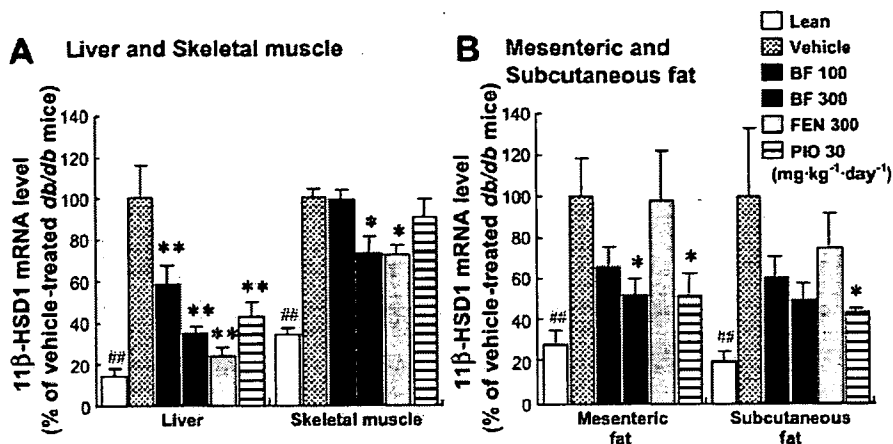 A Liver and Skeletal muscle
11β-HSD1 mRNA level
(% of vehicle-treated db/db mice)
140
120
100
80
60
40
20
0
##
**
**
**
**
##
*
*
Liver
Skeletal muscle
B Mesenteric and
Subcutaneous fat
11β-HSD1 mRNA level
(% of vehicle-treated db/db mice)
140
120
100
80
60
40
20
0
##
*
*
##
*
Mesenteric
fat
Subcutaneous
fat
Lean
Vehicle
BF 100
BF 300
FEN 300
PIO 30
(mg·kg⁻¹·day⁻¹)